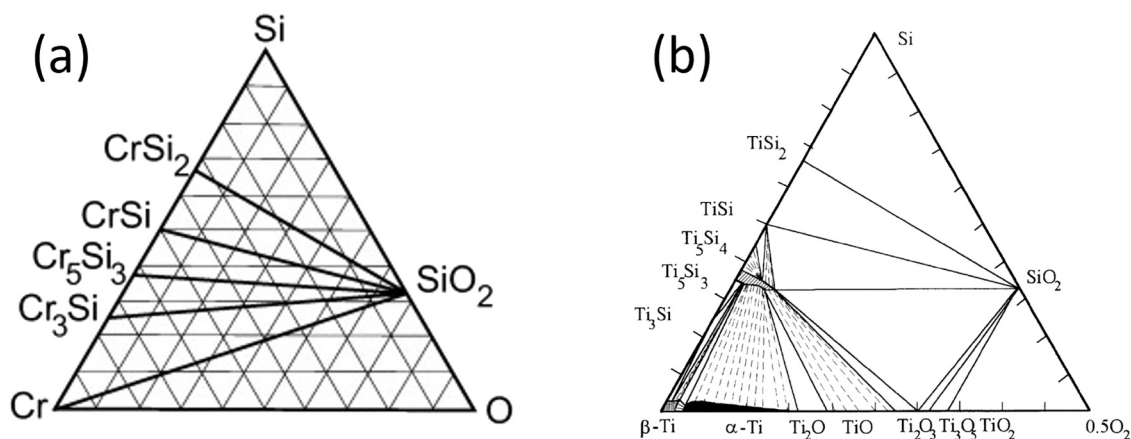 (a)
Si
CrSi2
CrSi
Cr5Si3
Cr3Si
SiO2
Cr
O
(b)
Si
TiSi2
TiSi
Ti5Si4
Ti5Si3
Ti3Si
SiO2
β-Ti
α-Ti
Ti2O
TiO
Ti2O3
Ti3O5
TiO2
0.5O2